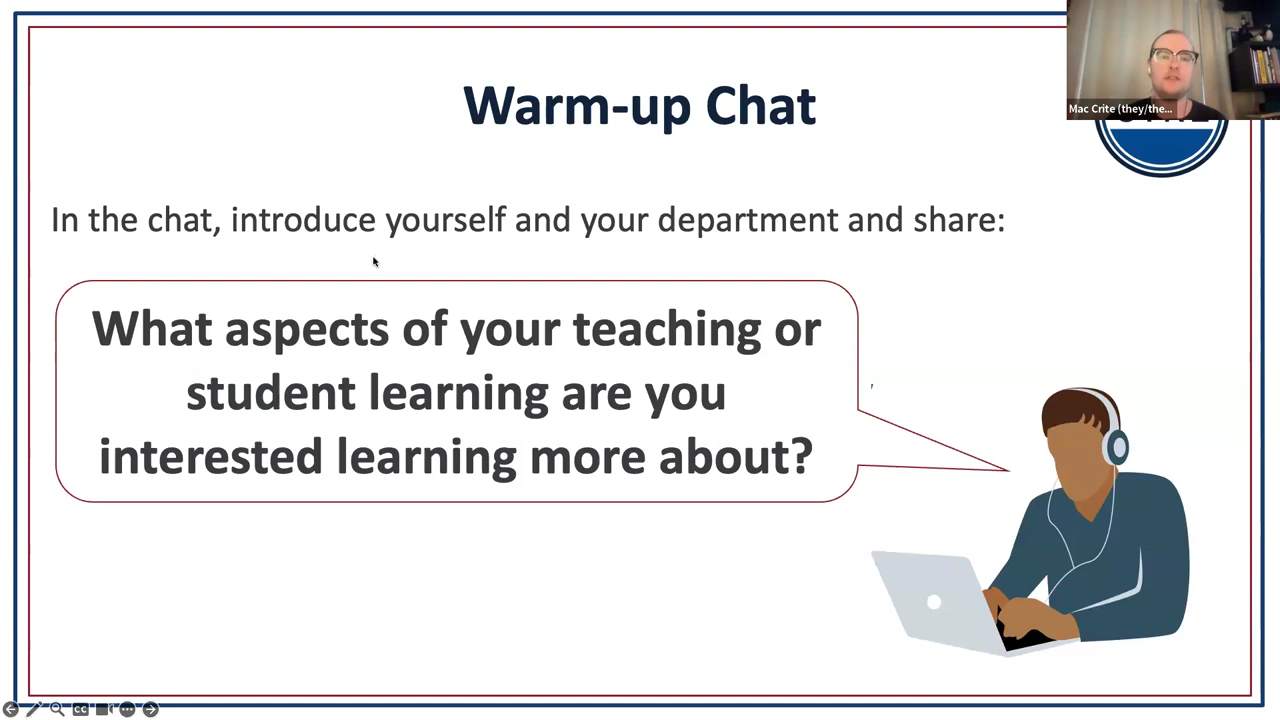 Warm-up Chat
Mac Crite (they/the...
In the chat, introduce yourself and your department and share:
What aspects of your teaching or
student learning are you
interested learning more about?
CC